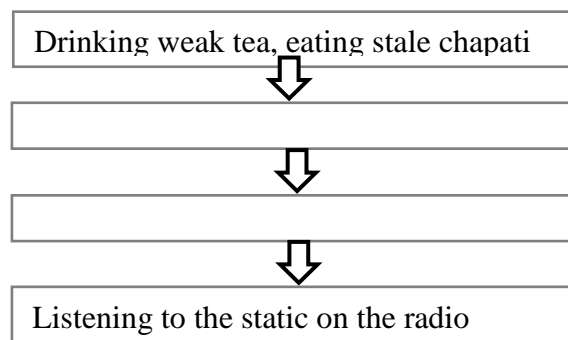 Drinking weak tea, eating stale chapati
Listening to the static on the radio